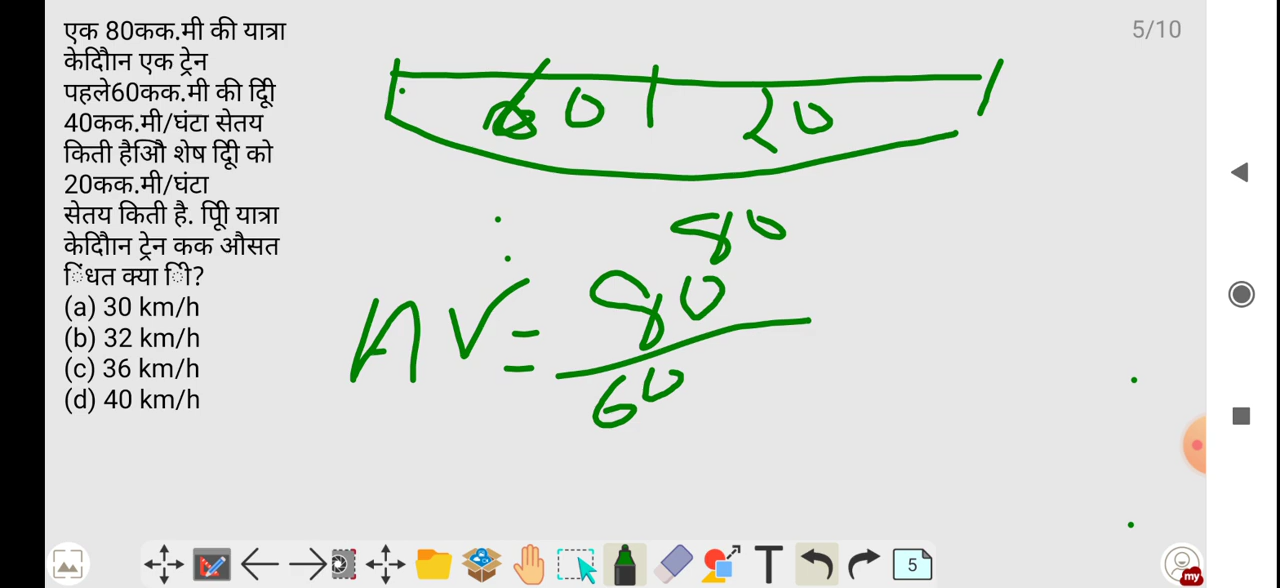 एक 80कक.मी की यात्रा
केदौिान एक ट्रेन
पहले60कक.मी की दिूी
40कक.मी/घंटा सेतय
किती हैऔि शेष दिूी को
20कक.मी/घंटा
सेतय किती है. पूिी यात्रा
केदौिान ट्रेन कक औसत
िंधत क्या िी?
(a) 30 km/h
(b) 32 km/h
(c) 36 km/h
(d) 40 km/h
5/10
60 20
80
AV = 80
60
5
my